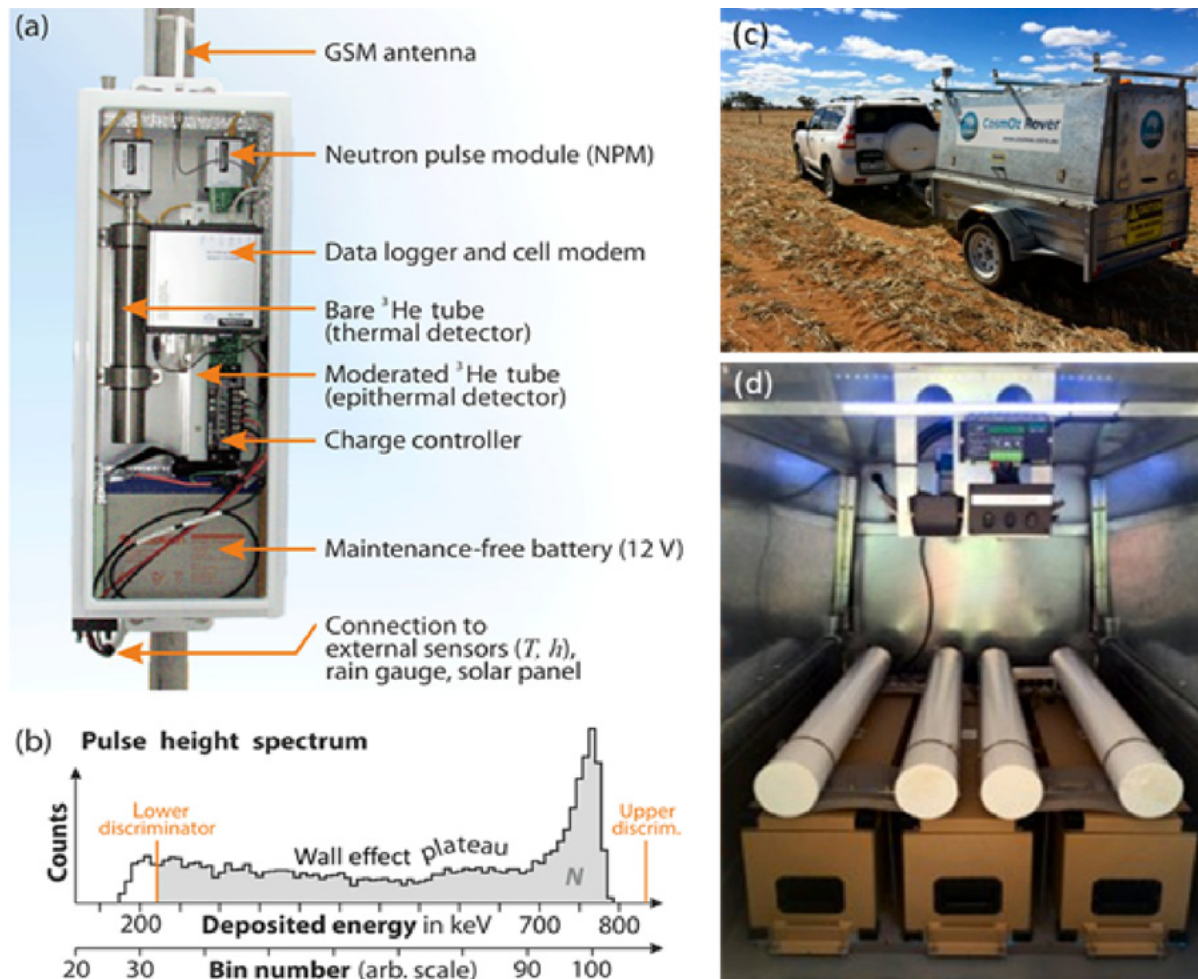 (a)
GSM antenna
Neutron pulse module (NPM)
Data logger and cell modem
Bare ³He tube
(thermal detector)
Moderated ³He tube
(epithermal detector)
Charge controller
Maintenance-free battery (12 V)
Connection to
external sensors (T, h),
rain gauge, solar panel
(b) Pulse height spectrum
Counts
Lower
discriminator
Wall effect plateau
N
Upper
discrim.
200 700 800
Deposited energy in keV
20 30 90 100
Bin number (arb. scale)
(c)
CosmOz Rover
(d)